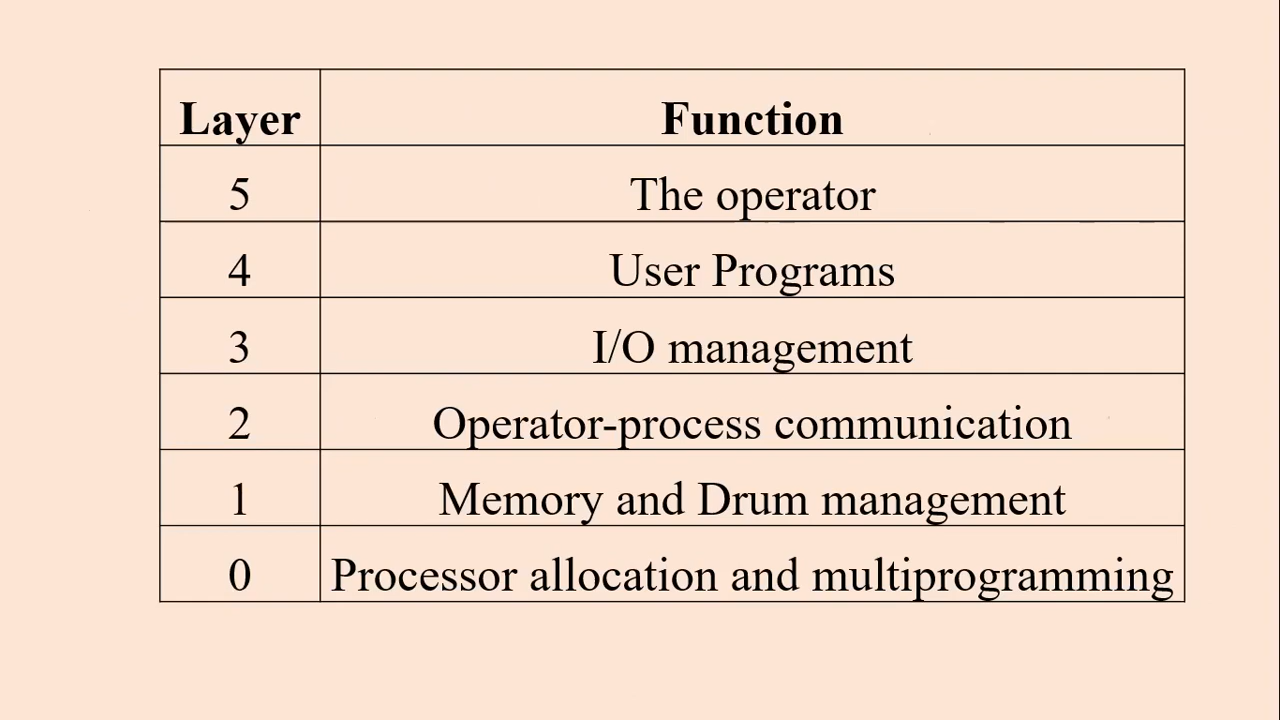 Layer Function
5 The operator
4 User Programs
3 I/O management
2 Operator-process communication
1 Memory and Drum management
0 Processor allocation and multiprogramming